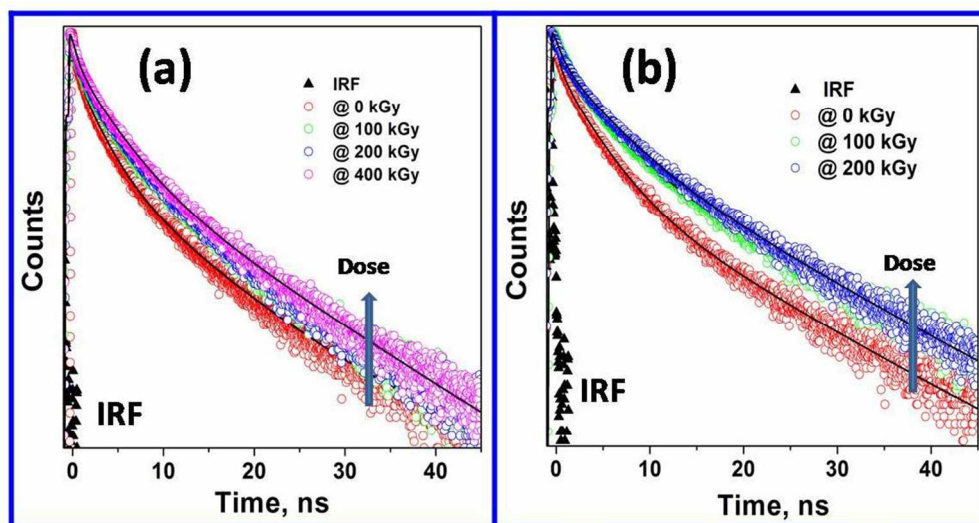 (a)
IRF
@ 0 kGy
@ 100 kGy
@ 200 kGy
@ 400 kGy
Dose
IRF
Counts
0
10
20
30
40
Time, ns
(b)
IRF
@ 0 kGy
@ 100 kGy
@ 200 kGy
Dose
IRF
Counts
0
10
20
30
40
Time, ns